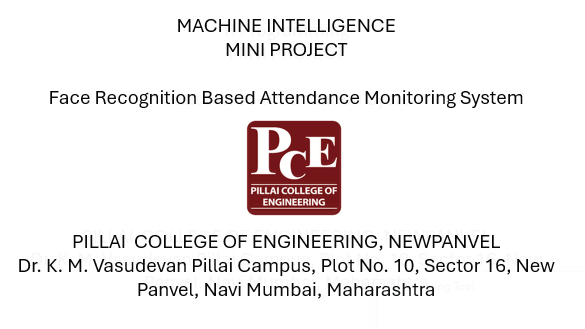 MACHINE INTELLIGENCE
MINI PROJECT
Face Recognition Based Attendance Monitoring System
PCE
PILLAI COLLEGE OF
ENGINEERING
PILLAI COLLEGE OF ENGINEERING, NEWPANVEL
Dr. K. M. Vasudevan Pillai Campus, Plot No. 10, Sector 16, New
Panvel, Navi Mumbai, Maharashtra